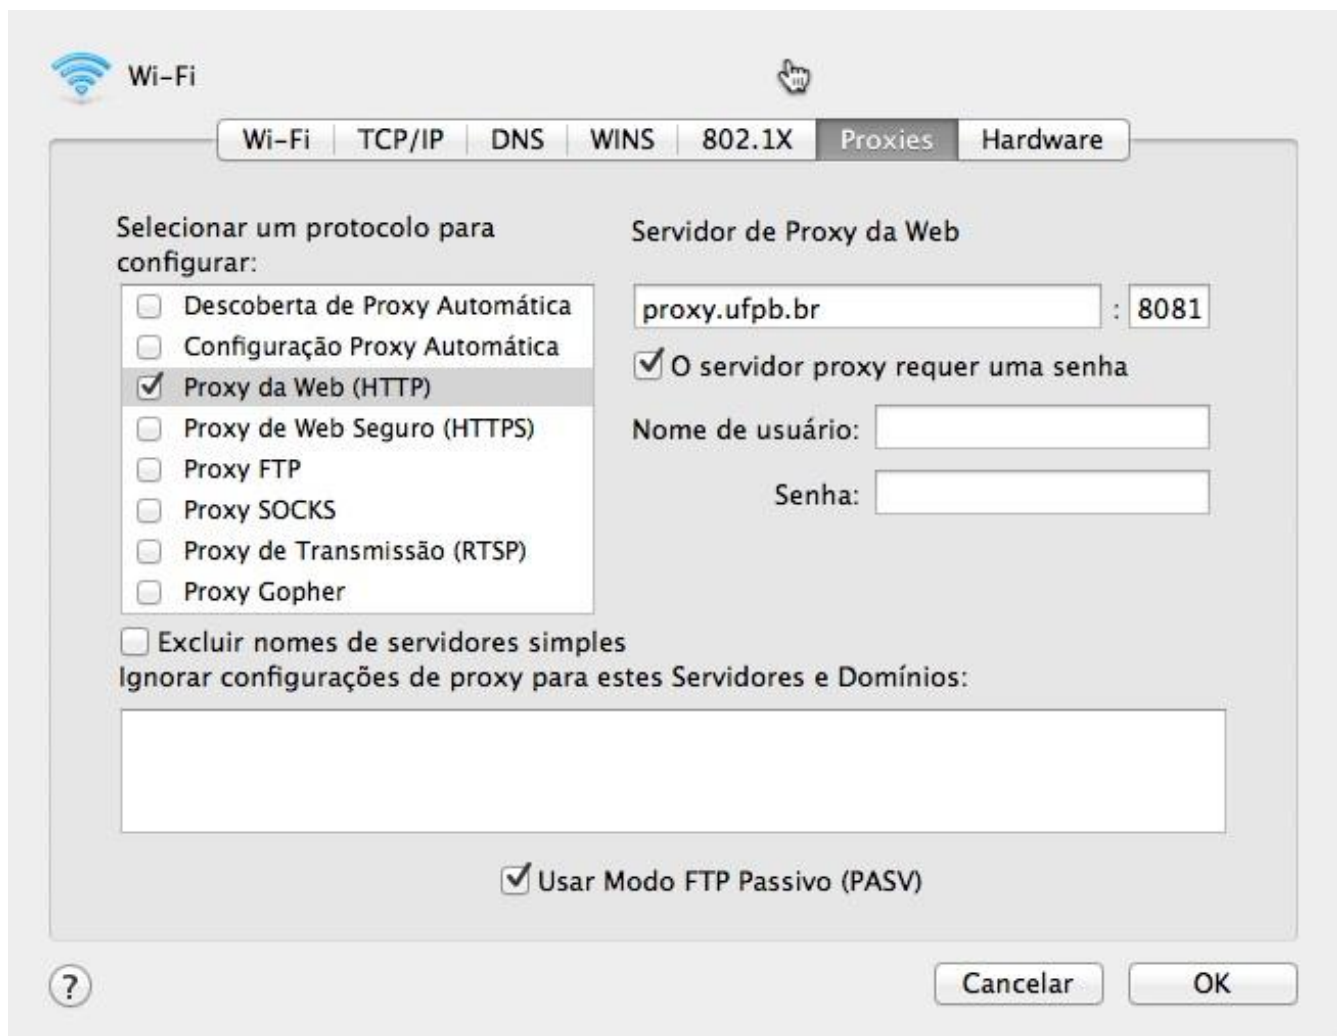 Wi-Fi
Wi-Fi
TCP/IP
DNS
WINS
802.1X
Proxies
Hardware
Selecionar um protocolo para
configurar:
Descoberta de Proxy Automática
Configuração Proxy Automática
Proxy da Web (HTTP)
Proxy de Web Seguro (HTTPS)
Proxy FTP
Proxy SOCKS
Proxy de Transmissão (RTSP)
Proxy Gopher
Servidor de Proxy da Web
proxy.ufpb.br : 8081
O servidor proxy requer uma senha
Nome de usuário:
Senha:
Excluir nomes de servidores simples
Ignorar configurações de proxy para estes Servidores e Domínios:
Usar Modo FTP Passivo (PASV)
?
Cancelar
OK